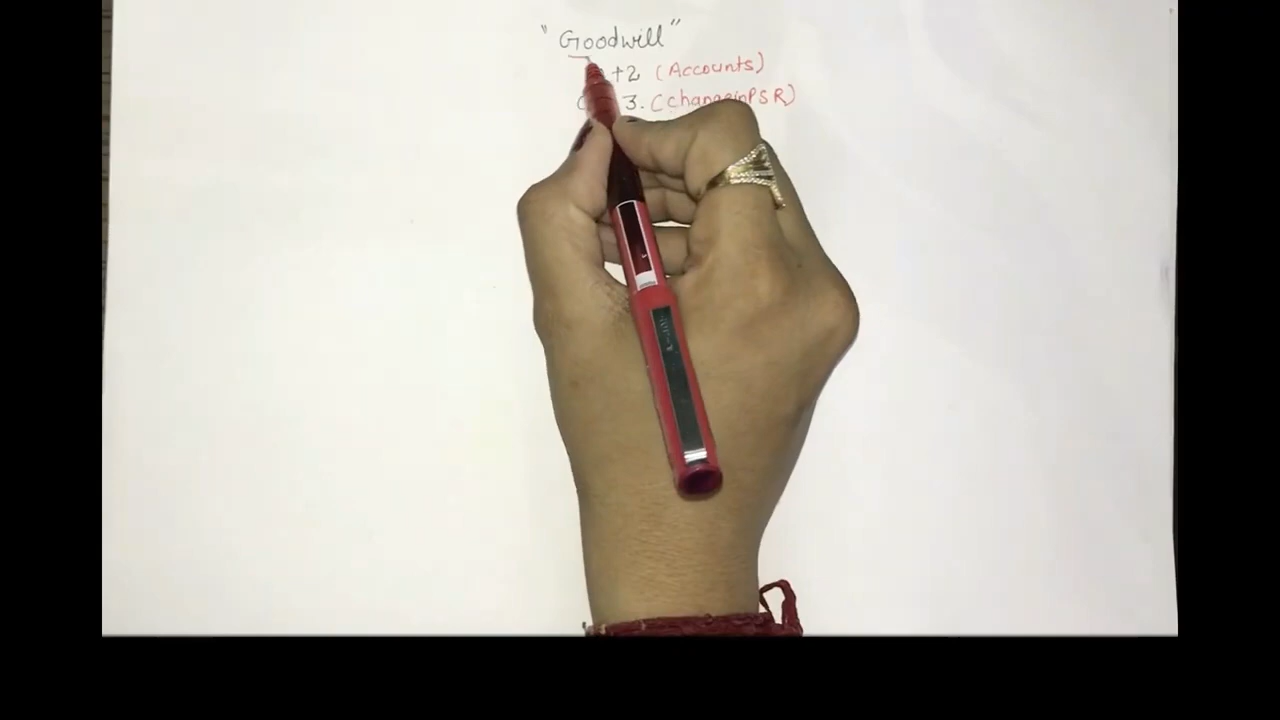 "Goodwill"
+2 (Accounts)
3. (change in PSR)